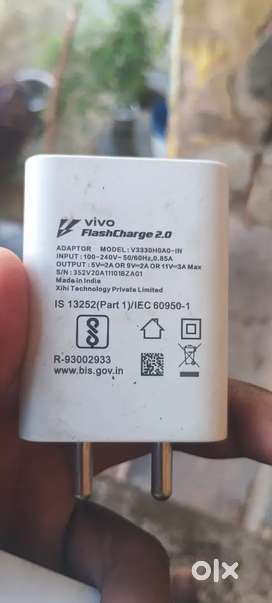 vivo
FlashCharge 2.0
ADAPTOR MODEL: V3330H0A0-IN
INPUT: 100-240V~50/60Hz,0.85A
OUTPUT: 5V⎓2A OR 9V⎓2A OR 11V⎓3A Max
S/N: 352V20A11101BZA01
Made in India
Xihi Technology Private Limited
IS 13252(Part 1)/IEC 60950-1
R-93002933
www.bis.gov.in
olx